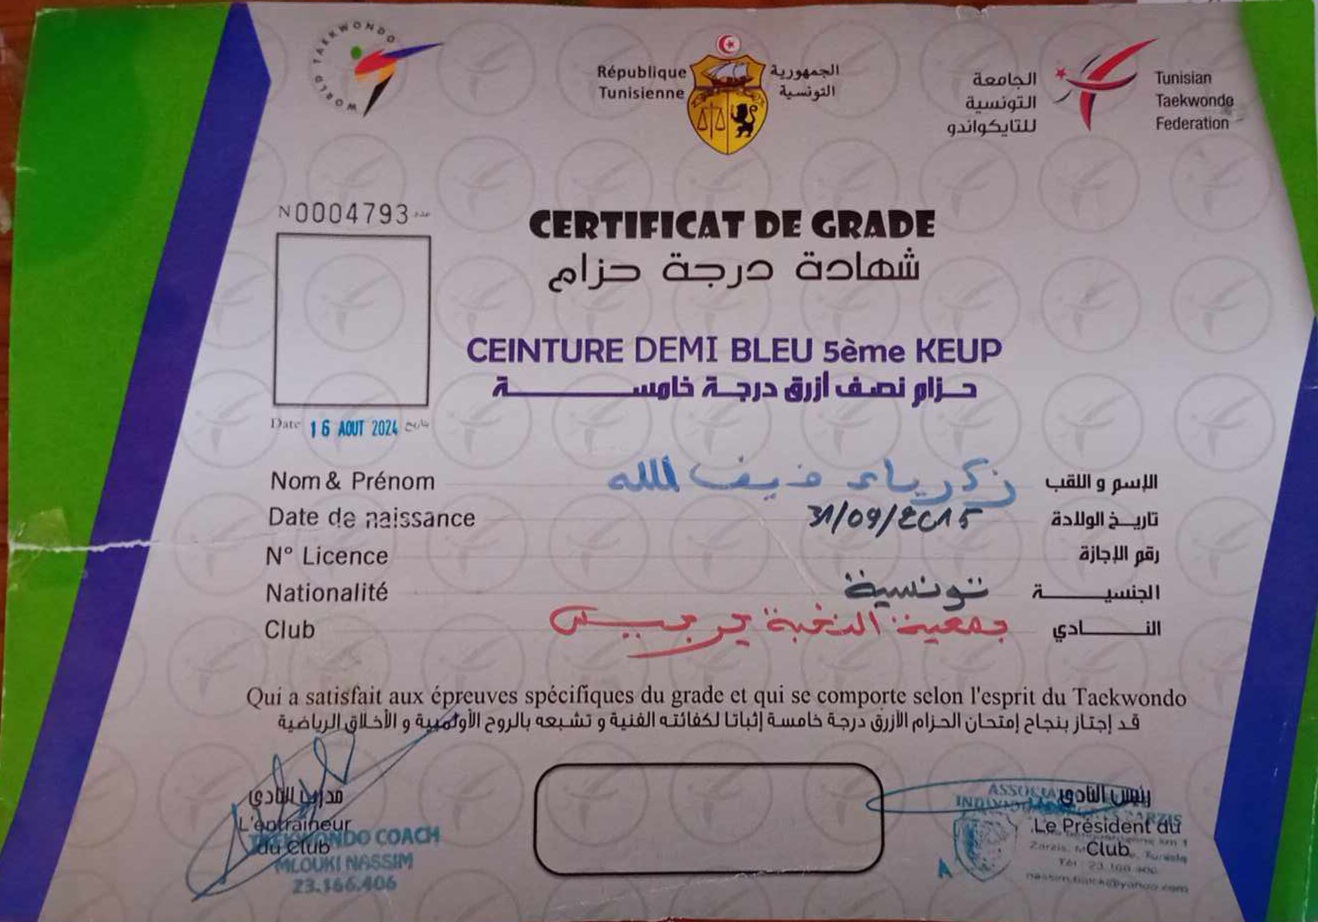 WORLD TAEKWONDO
République
Tunisienne
الجمهورية
التونسية
الجامعة
التونسية
للتايكواندو
Tunisian
Taekwondo
Federation
N0004793 عدد
CERTIFICAT DE GRADE
شهادة درجة حزام
CEINTURE DEMI BLEU 5ème KEUP
حزام نصف أزرق درجة خامسة
Date 16 AOUT 2024 تاريخ
Nom & Prénom زكرياء ضيف الله الإسم و اللقب
Date de naissance 31/09/2015 تاريخ الولادة
N° Licence رقم الإجازة
Nationalité تونسية الجنسية
Club جمعية النخبة جرجيس النادي
Qui a satisfait aux épreuves spécifiques du grade et qui se comporte selon l'esprit du Taekwondo
قد إجتاز بنجاح إمتحان الحزام الأزرق درجة خامسة إثباتا لكفائته الفنية و تشبعه بالروح الأولمبية و الأخلاق الرياضية
مدرب النادي
L'entraîneur
du Club
TAEKWONDO COACH
MLOUKI NASSIM
23.166.406
رئيس النادي
Le Président du
Club
Zarzis, Tunisie